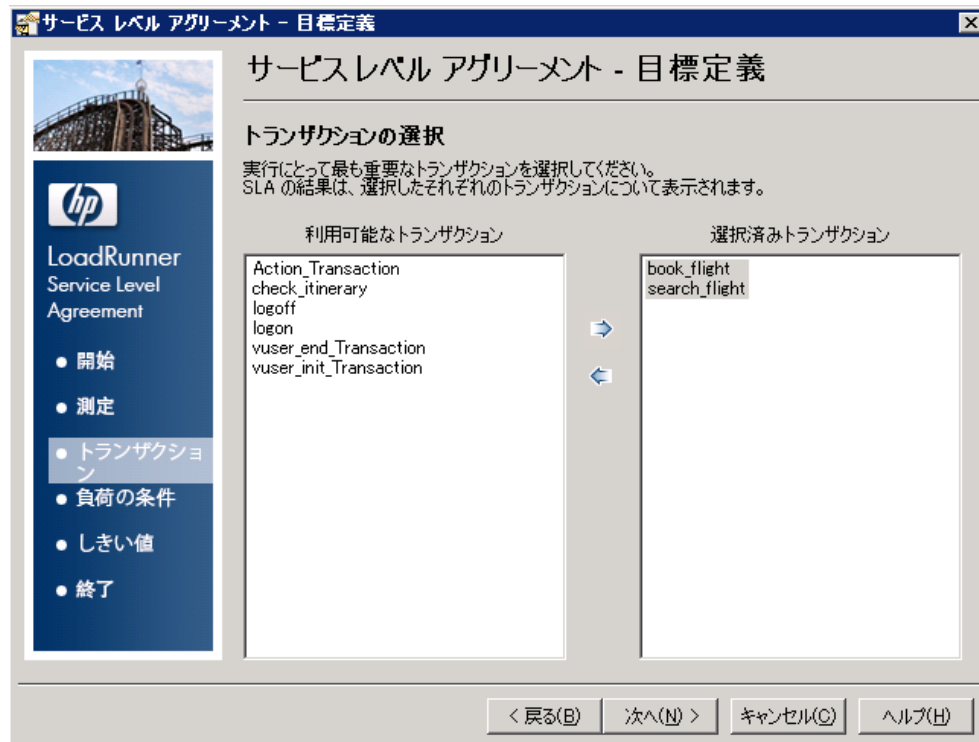 サービス レベル アグリーメント - 目標定義
サービス レベル アグリーメント - 目標定義
トランザクションの選択
実行にとって最も重要なトランザクションを選択してください。
SLA の結果は、選択したそれぞれのトランザクションについて表示されます。
hp
LoadRunner
Service Level
Agreement
開始
測定
トランザクショ
ン
負荷の条件
しきい値
終了
利用可能なトランザクション
Action_Transaction
check_itinerary
logoff
logon
vuser_end_Transaction
vuser_init_Transaction
選択済みトランザクション
book_flight
search_flight
< 戻る(B)
次へ(N) >
キャンセル(C)
ヘルプ(H)